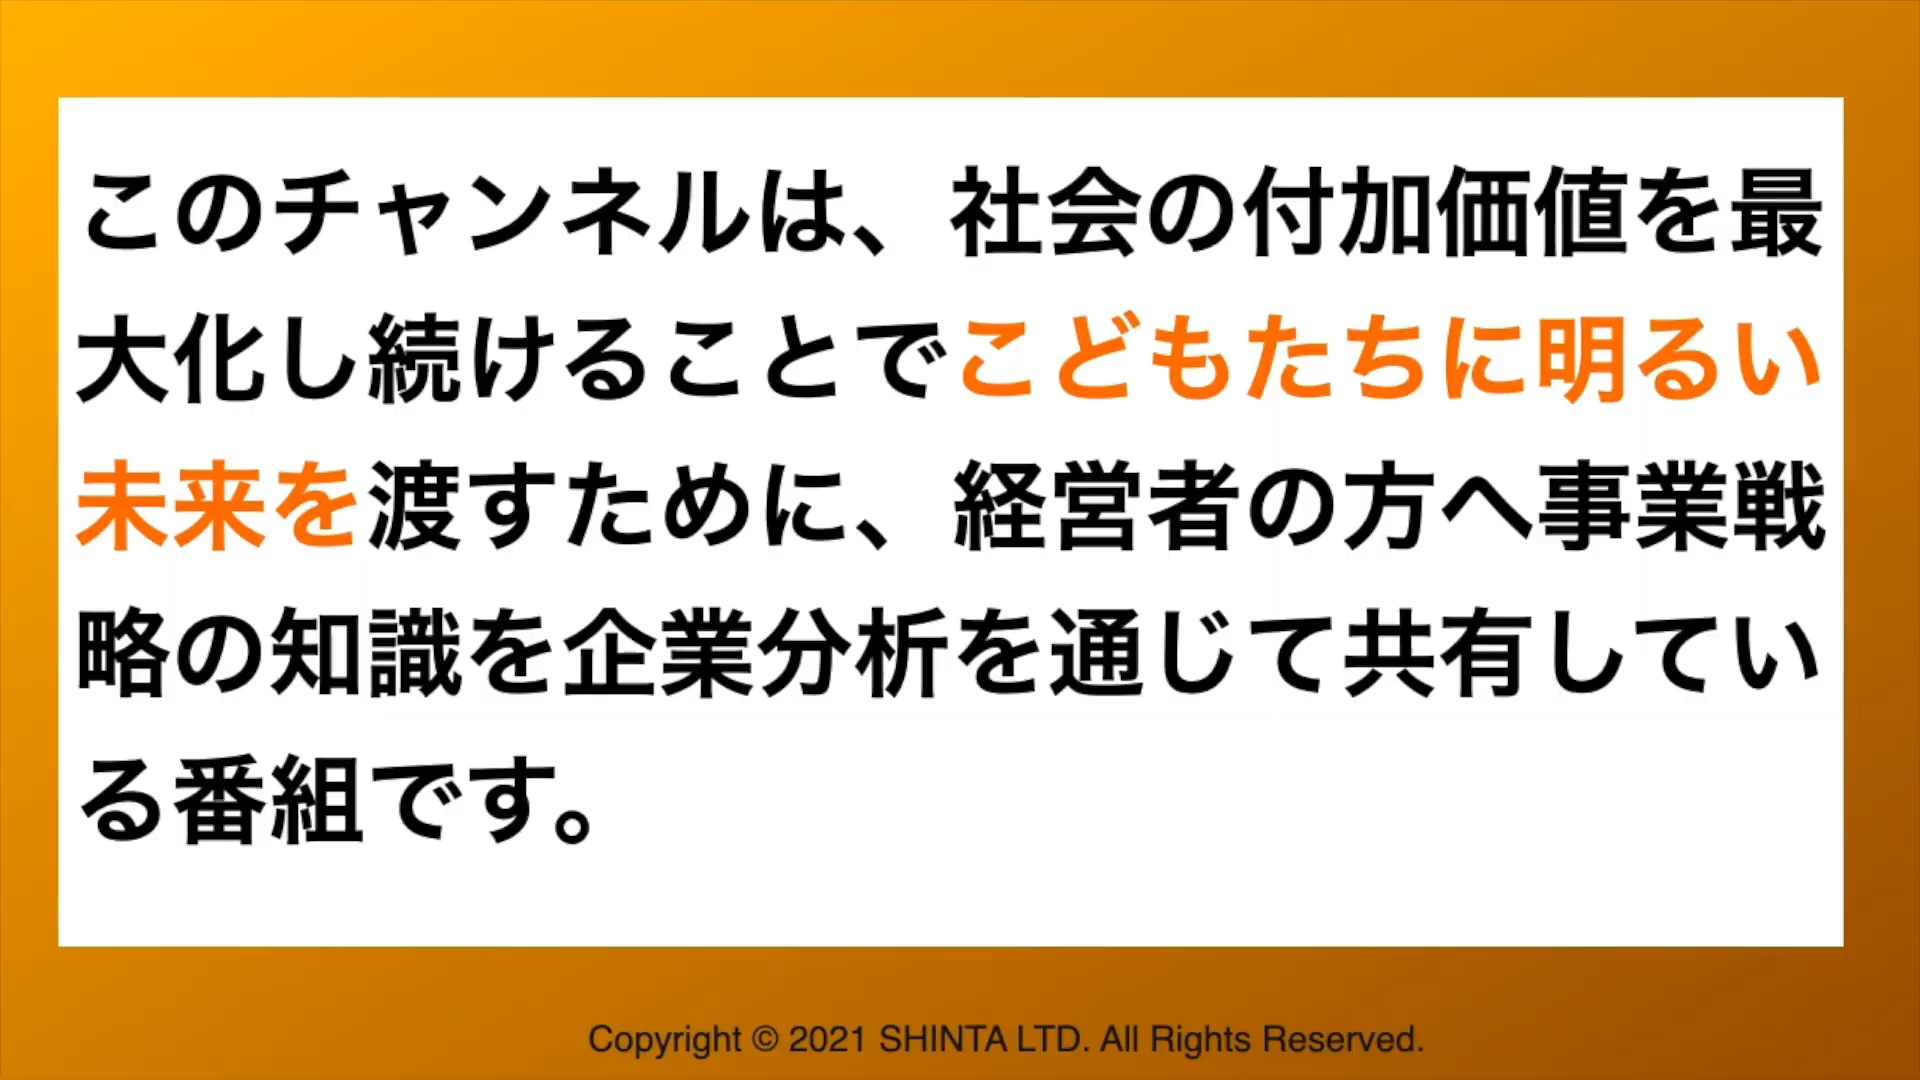 このチャンネルは、社会の付加価値を最
大化し続けることでこどもたちに明るい
未来を渡すために、経営者の方へ事業戦
略の知識を企業分析を通じて共有してい
る番組です。
Copyright © 2021 SHINTA LTD. All Rights Reserved.